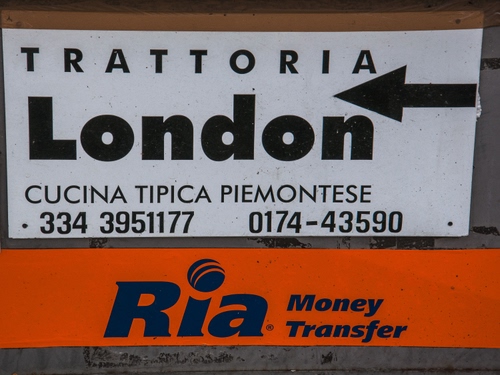 TRATTORIA
London
CUCINA TIPICA PIEMONTESE
334 3951177 0174-43590
Ria® Money
Transfer